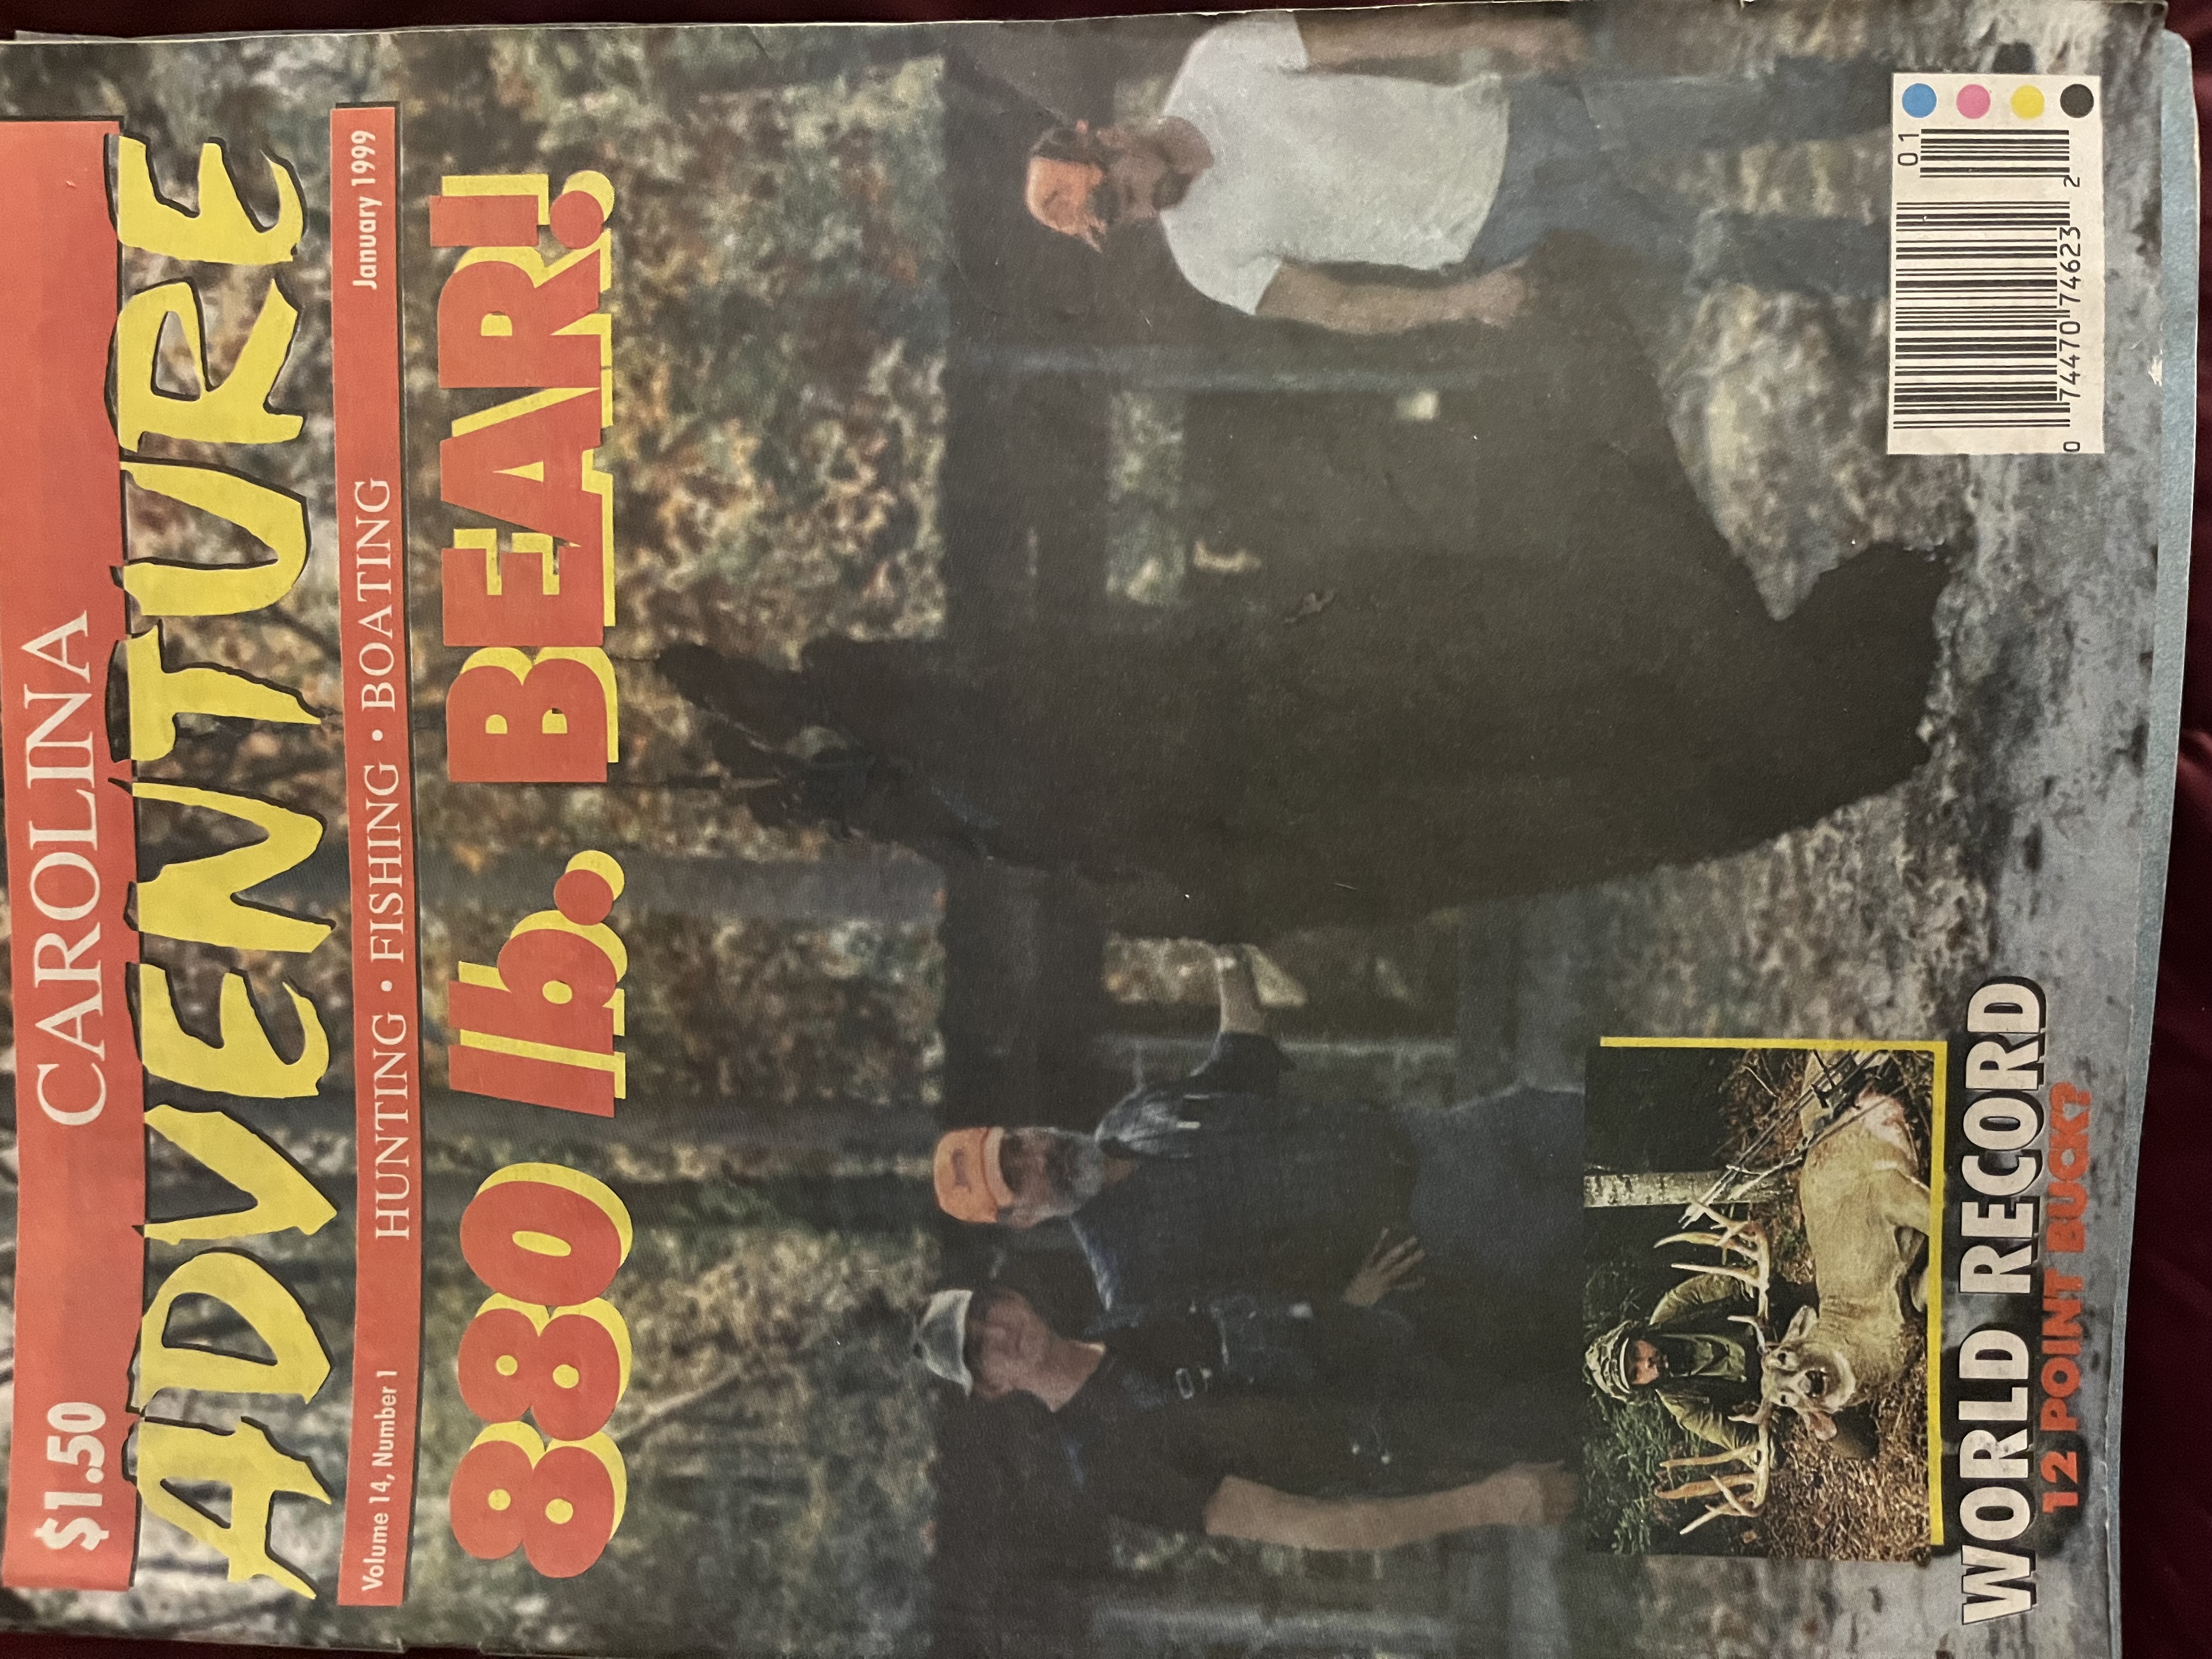 $1.50 CAROLINA
ADVENTURE
Volume 14, Number 1 HUNTING • FISHING • BOATING January 1999
880 lb. BEAR!
WORLD RECORD
12 POINT BUCK?
0 74470 74623 2 01